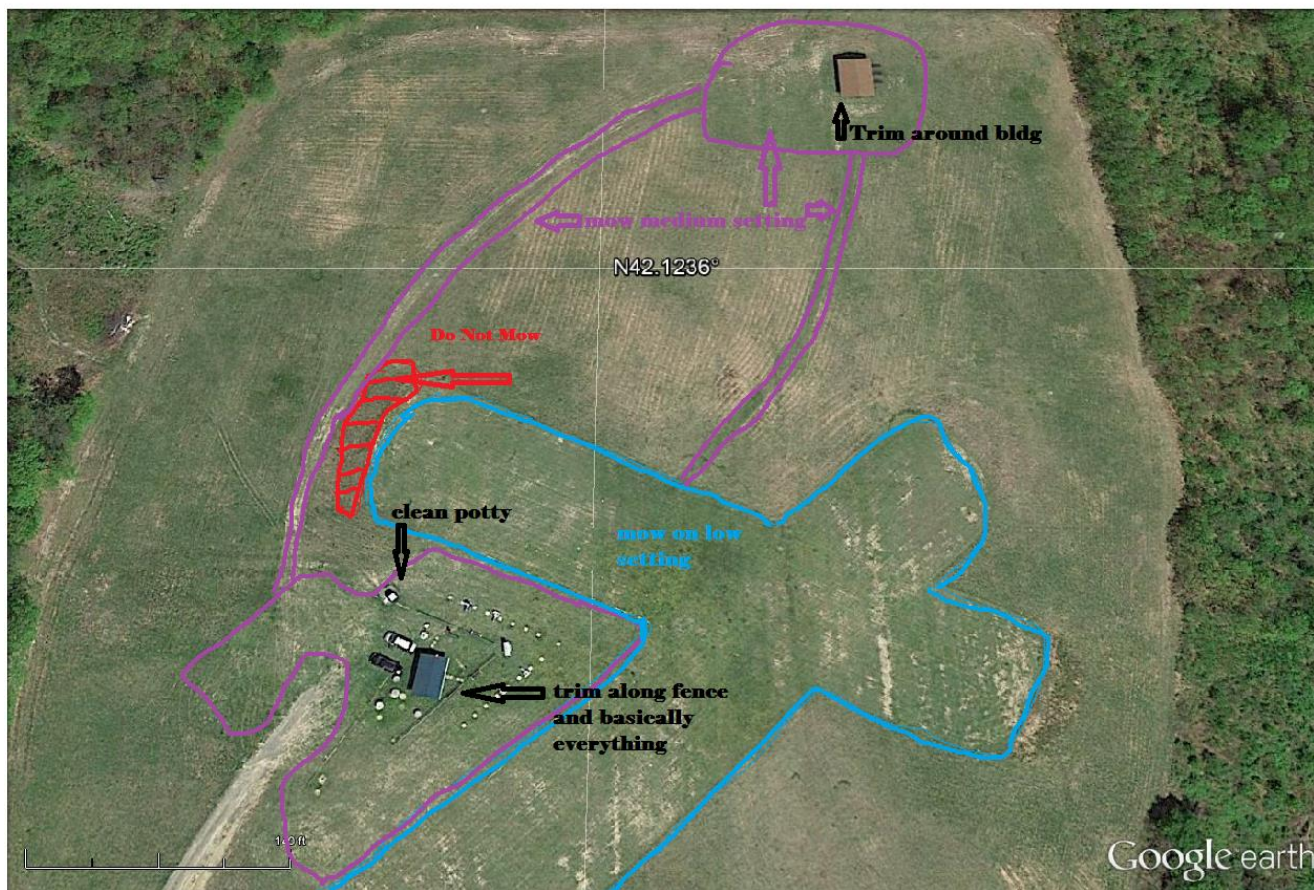 Trim around bldg
mow medium setting
N42.1236°
Do Not Mow
clean potty
mow on low
setting
trim along fence
and basically
everything
Google earth